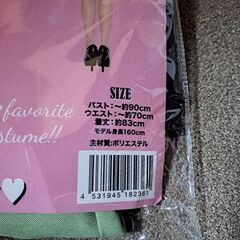 SIZE
バスト：〜約90cm
ウエスト：〜約70cm
着丈：約83cm
モデル身長160cm
主材質:ポリエステル
favorite
stume!!
4 531945 182361